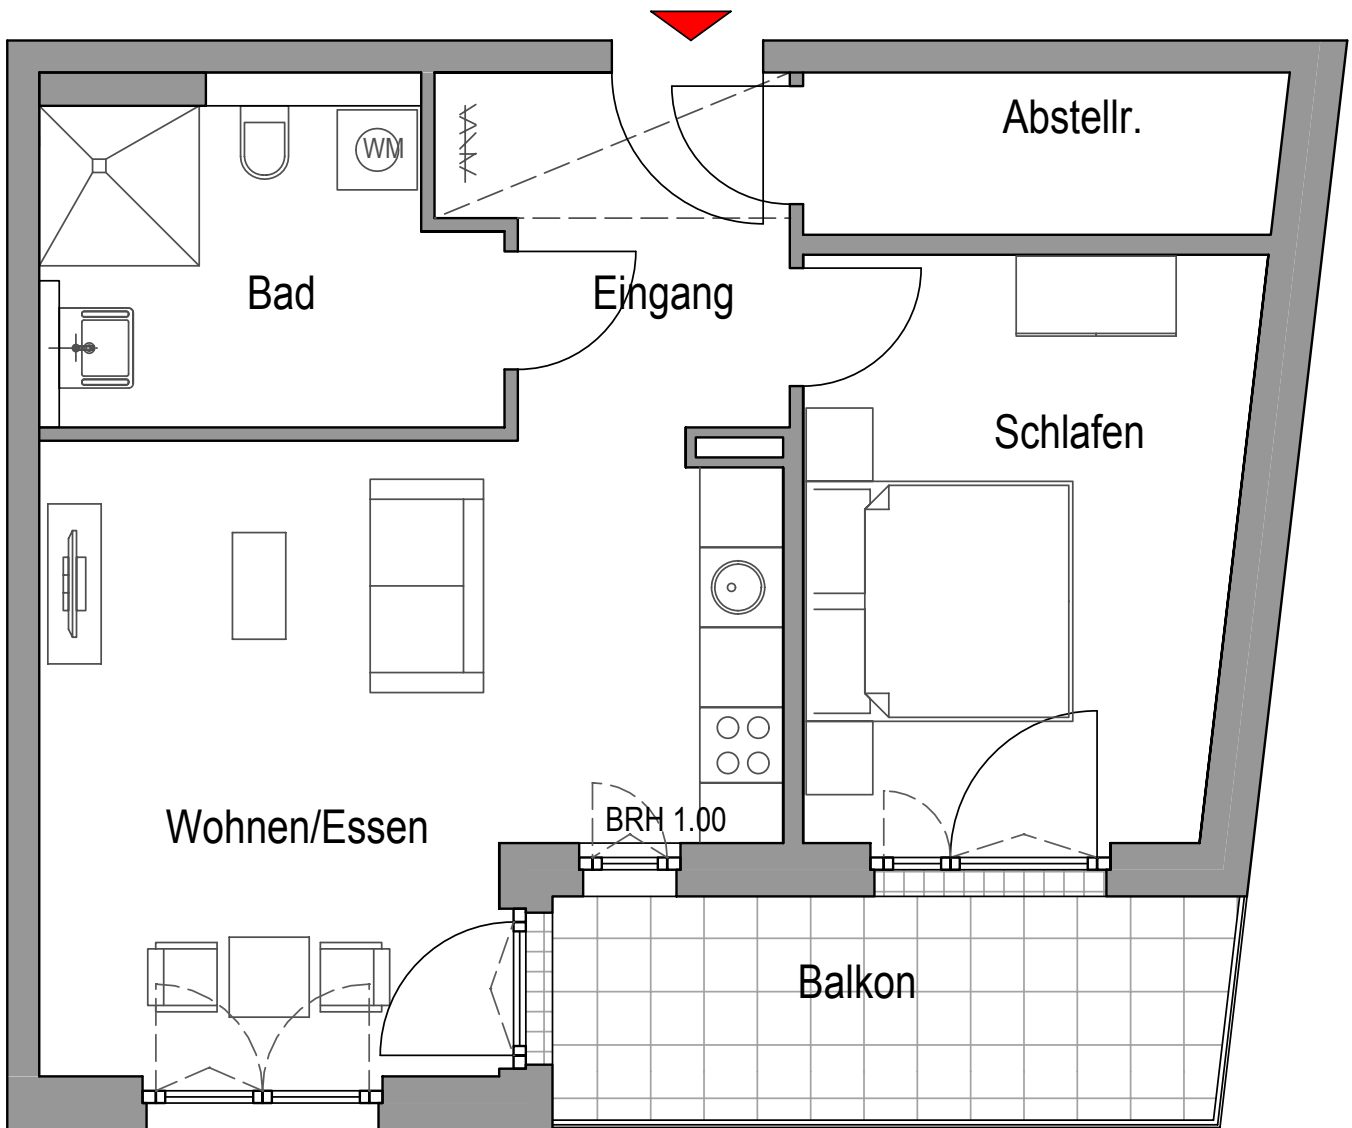 Abstellr.
WM
Bad
Eingang
Schlafen
Wohnen/Essen
BRH 1.00
Balkon